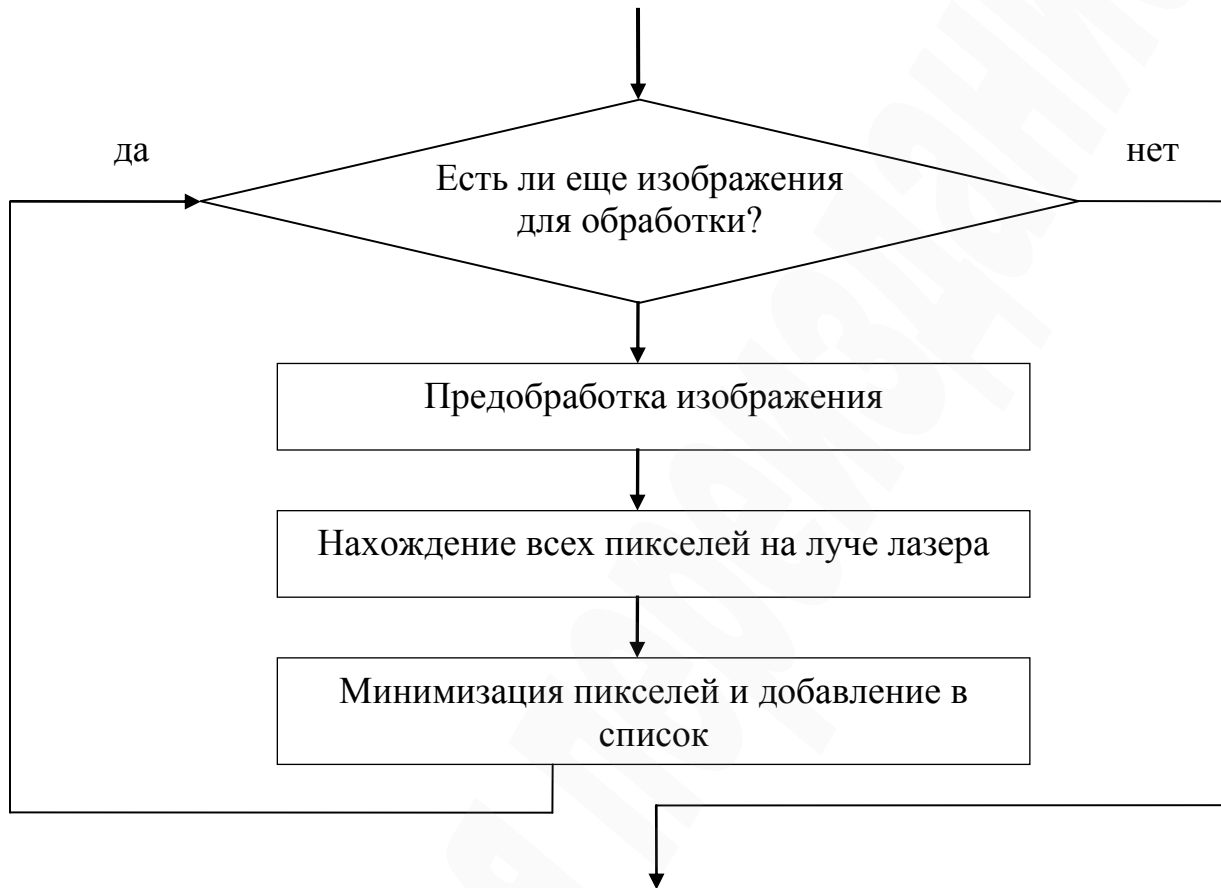 да
нет
Есть ли еще изображения
для обработки?
Предобработка изображения
Нахождение всех пикселей на луче лазера
Минимизация пикселей и добавление в
список